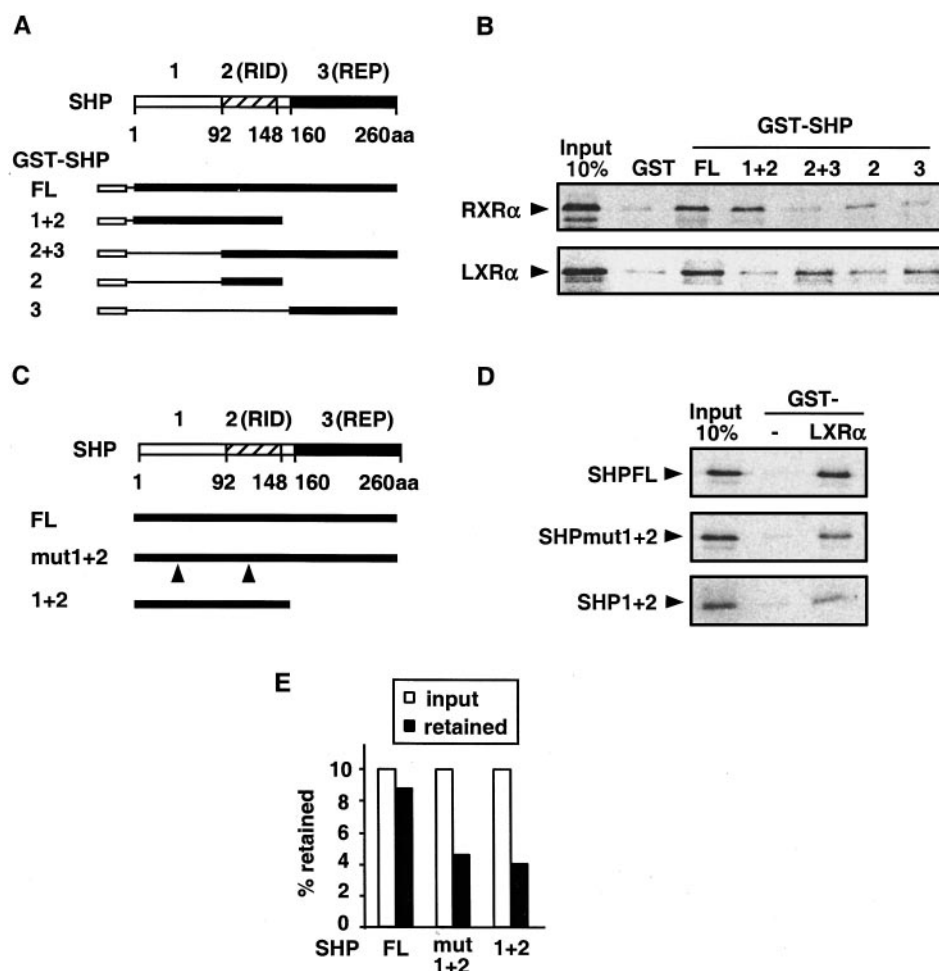 A
1 2 (RID) 3 (REP)
SHP
1 92 148 160 260aa
GST-SHP
FL
1+2
2+3
2
3
B
GST-SHP
Input 10% GST FL 1+2 2+3 2 3
RXRα
LXRα
C
1 2 (RID) 3 (REP)
SHP
1 92 148 160 260aa
FL
mut1+2
1+2
D
GST-
Input 10% - LXRα
SHPFL
SHPmut1+2
SHP1+2
E
input
retained
% retained
10
8
6
4
2
0
SHP FL mut 1+2 1+2